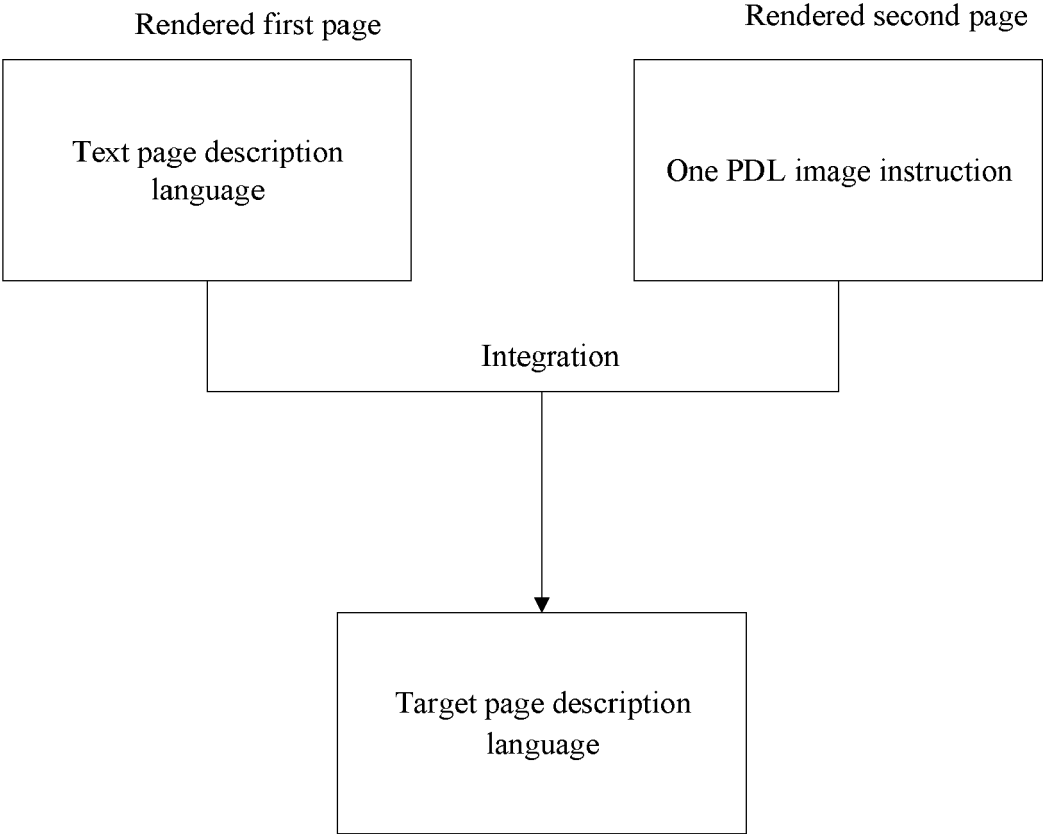 Rendered first page
Rendered second page
Text page description
language
One PDL image instruction
Integration
Target page description
language